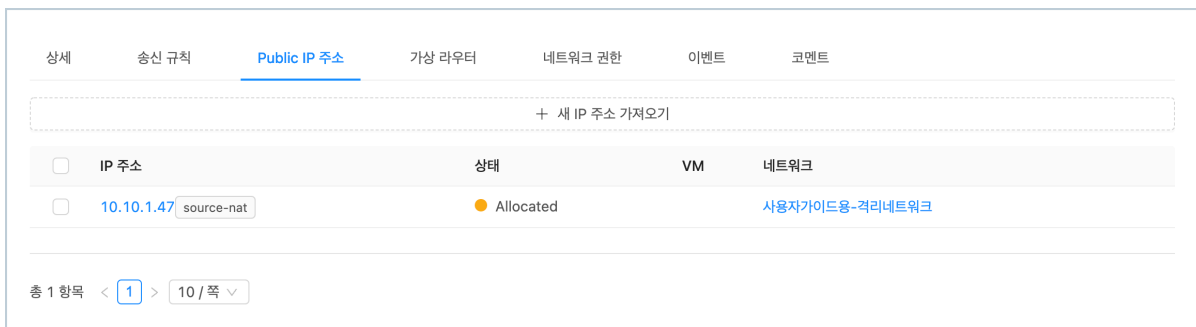 상세 송신 규칙 Public IP 주소 가상 라우터 네트워크 권한 이벤트 코멘트
+ 새 IP 주소 가져오기
IP 주소 상태 VM 네트워크
10.10.1.47 source-nat Allocated 사용자가이드용-격리네트워크
총 1 항목 < 1 > 10 / 쪽